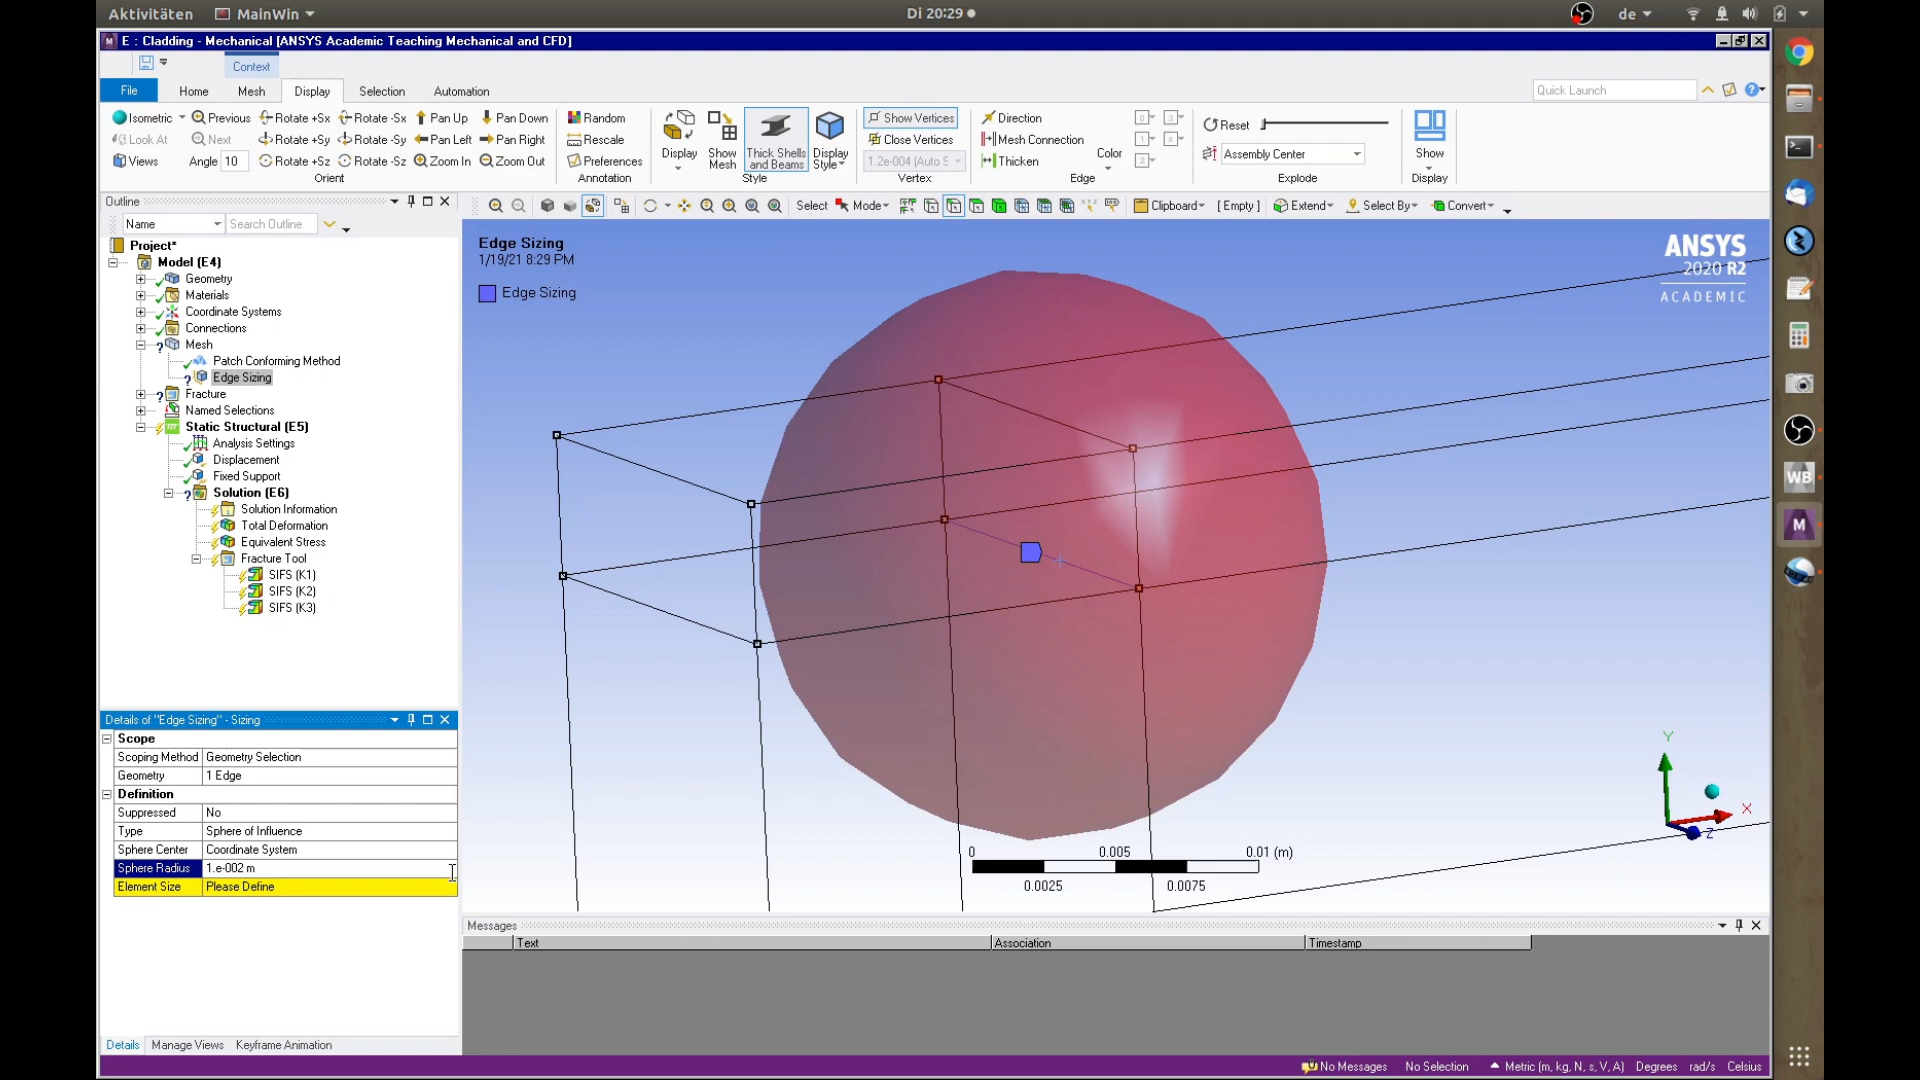 Aktivitäten
MainWin
Di 20:29
de
E : Cladding - Mechanical [ANSYS Academic Teaching Mechanical and CFD]
Context
File
Home
Mesh
Display
Selection
Automation
Quick Launch
Isometric
Previous
Rotate +Sx
Rotate -Sx
Pan Up
Pan Down
Look At
Next
Rotate +Sy
Rotate -Sy
Pan Left
Pan Right
Views
Angle 10
Rotate +Sz
Rotate -Sz
Zoom In
Zoom Out
Orient
Random
Rescale
Preferences
Annotation
Display
Show Mesh
Thick Shells and Beams
Display Style
Style
Show Vertices
Close Vertices
1.2e-004 (Auto S
Vertex
Direction
Mesh Connection
Thicken
Color
Edge
Reset
Assembly Center
Explode
Show
Display
Outline
Name
Search Outline
Select
Mode
Clipboard
[ Empty ]
Extend
Select By
Convert
Project*
Model (E4)
Geometry
Materials
Coordinate Systems
Connections
Mesh
Patch Conforming Method
Edge Sizing
Fracture
Named Selections
Static Structural (E5)
Analysis Settings
Displacement
Fixed Support
Solution (E6)
Solution Information
Total Deformation
Equivalent Stress
Fracture Tool
SIFS (K1)
SIFS (K2)
SIFS (K3)
Edge Sizing
1/19/21 8:29 PM
Edge Sizing
ANSYS
2020 R2
ACADEMIC
0
0.005
0.01 (m)
0.0025
0.0075
Y
X
Z
Details of "Edge Sizing" - Sizing
Scope
Scoping Method Geometry Selection
Geometry 1 Edge
Definition
Suppressed No
Type Sphere of Influence
Sphere Center Coordinate System
Sphere Radius 1.e-002 m
Element Size Please Define
Details
Manage Views
Keyframe Animation
Messages
Text
Association
Timestamp
WB
M
No Messages
No Selection
Metric (m, kg, N, s, V, A)
Degrees
rad/s
Celsius